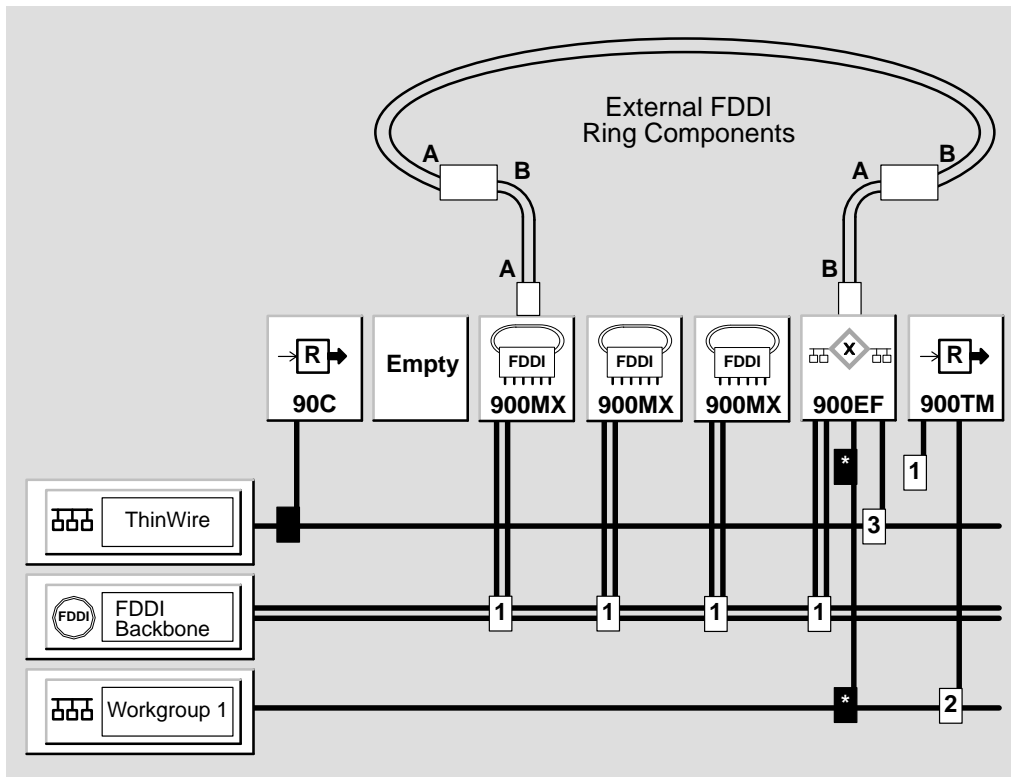 External FDDI
Ring Components
A
B
A
B
A
B
R
90C
Empty
FDDI
900MX
FDDI
900MX
FDDI
900MX
X
900EF
R
900TM
*
1
ThinWire
3
FDDI
FDDI
Backbone
1
1
1
1
Workgroup 1
*
2